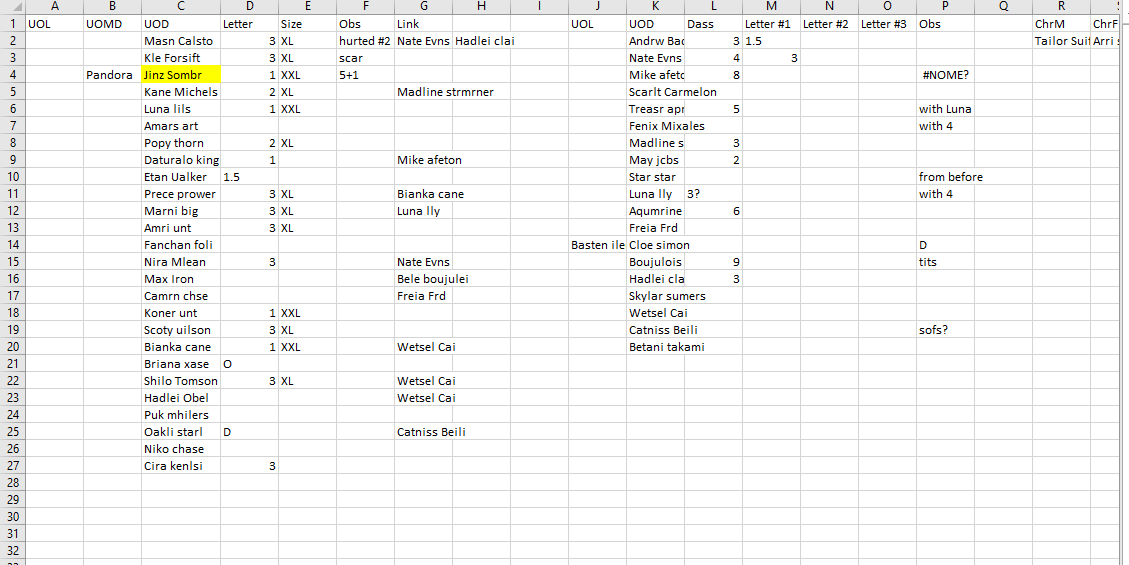 A B C D E F G H I J K L M N O P Q R
1 UOL UOMD UOD Letter Size Obs Link UOL UOD Dass Letter #1 Letter #2 Letter #3 Obs ChrM ChrF
2 Masn Calsto 3 XL hurted #2 Nate Evns Hadlei clai Andrw Bac 3 1.5 Tailor Suit Arri s
3 Kle Forsift 3 XL scar Nate Evns 4 3
4 Pandora Jinz Sombr 1 XXL 5+1 Mike afetc 8 #NOME?
5 Kane Michels 2 XL Madline strmrner Scarlt Carmelon
6 Luna lils 1 XXL Treasr apr 5 with Luna
7 Amars art Fenix Mixales with 4
8 Popy thorn 2 XL Madline s 3
9 Daturalo king 1 Mike afeton May jcbs 2
10 Etan Ualker 1.5 Star star from before
11 Prece prower 3 XL Bianka cane Luna lly 3? with 4
12 Marni big 3 XL Luna lly Aqumrine 6
13 Amri unt 3 XL Freia Frd
14 Fanchan foli Basten ile Cloe simon D
15 Nira Mlean 3 Nate Evns Boujulois 9 tits
16 Max Iron Bele boujulei Hadlei cla 3
17 Camrn chse Freia Frd Skylar sumers
18 Koner unt 1 XXL Wetsel Cai
19 Scoty uilson 3 XL Catniss Beili sofs?
20 Bianka cane 1 XXL Wetsel Cai Betani takami
21 Briana xase O
22 Shilo Tomson 3 XL Wetsel Cai
23 Hadlei Obel Wetsel Cai
24 Puk mhilers
25 Oakli starl D Catniss Beili
26 Niko chase
27 Cira kenlsi 3
28
29
30
31
32